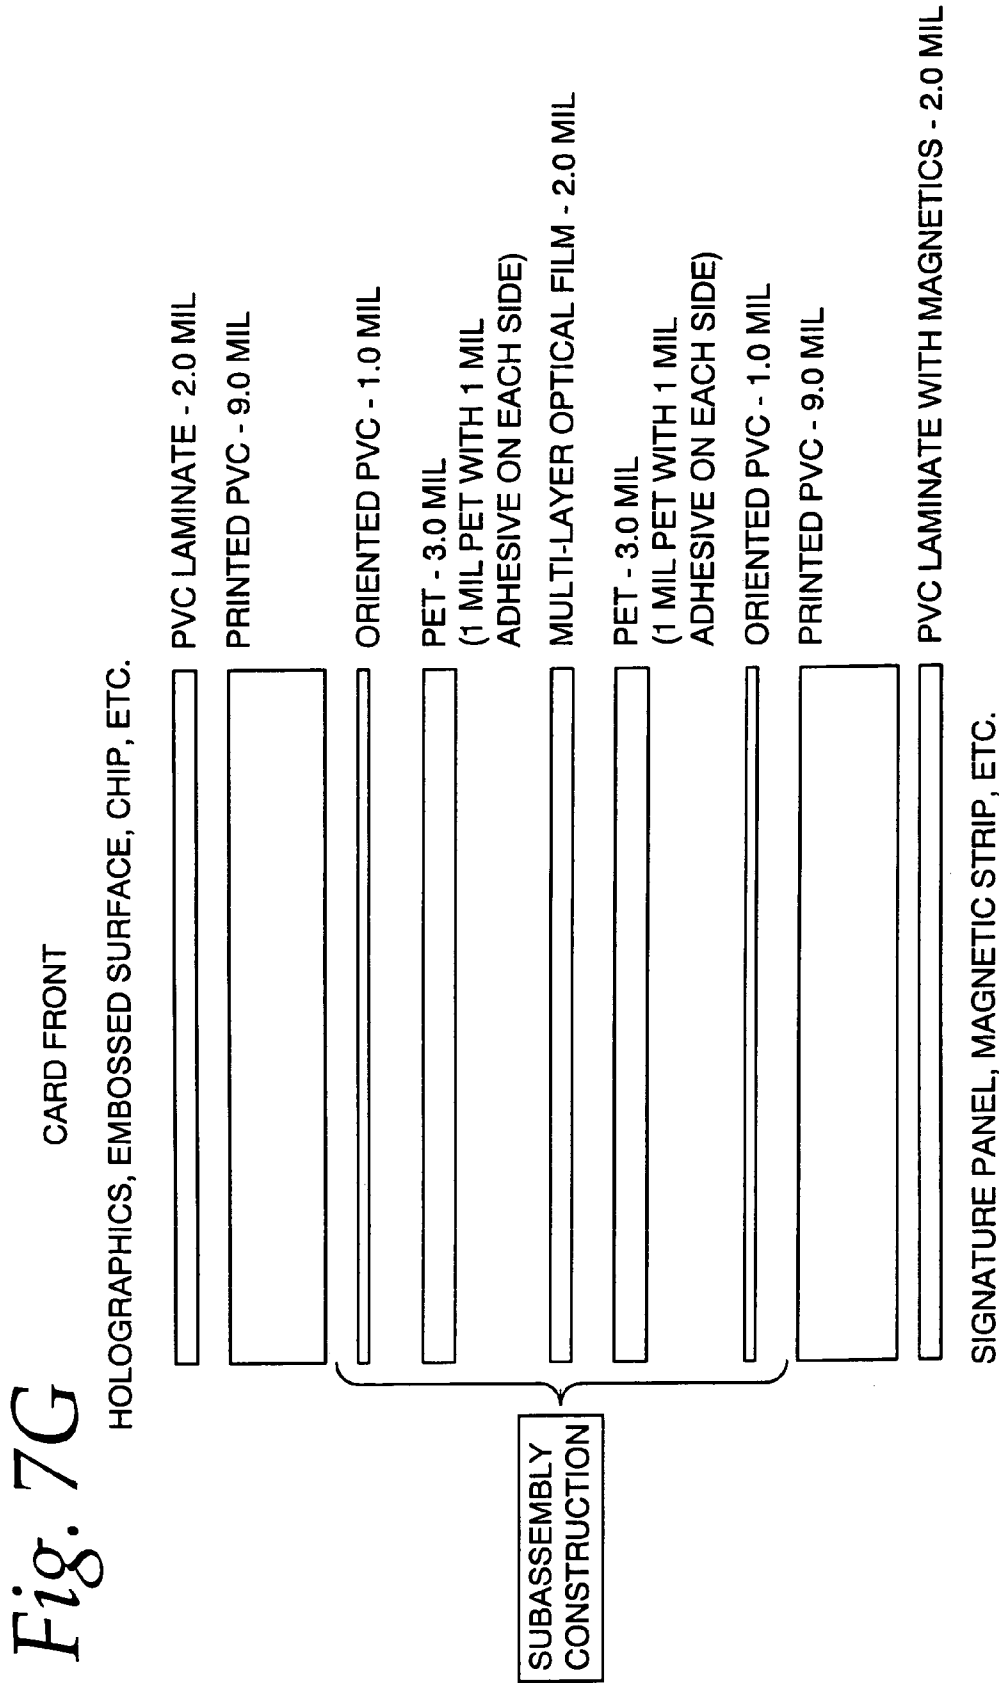 Fig. 7G
CARD FRONT
HOLOGRAPHICS, EMBOSSED SURFACE, CHIP, ETC.
PVC LAMINATE - 2.0 MIL
PRINTED PVC - 9.0 MIL
ORIENTED PVC - 1.0 MIL
PET - 3.0 MIL
(1 MIL PET WITH 1 MIL
ADHESIVE ON EACH SIDE)
MULTI-LAYER OPTICAL FILM - 2.0 MIL
PET - 3.0 MIL
(1 MIL PET WITH 1 MIL
ADHESIVE ON EACH SIDE)
ORIENTED PVC - 1.0 MIL
PRINTED PVC - 9.0 MIL
PVC LAMINATE WITH MAGNETICS - 2.0 MIL
SUBASSEMBLY
CONSTRUCTION
SIGNATURE PANEL, MAGNETIC STRIP, ETC.